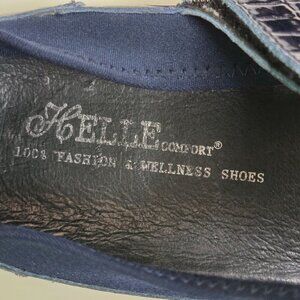 HELLE COMFORT®
100% FASHION & WELLNESS SHOES